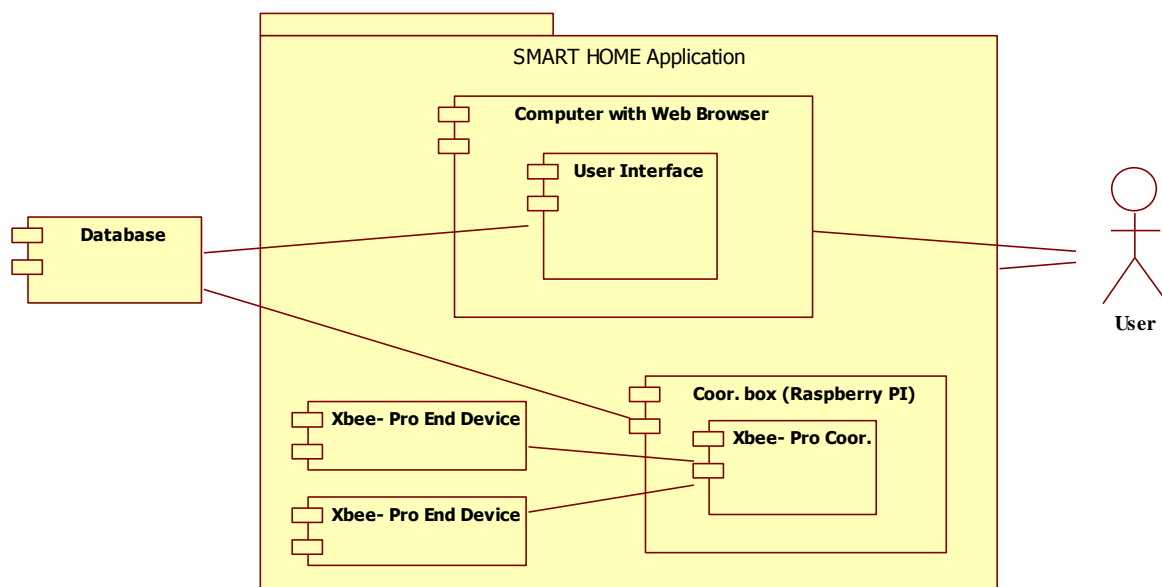 SMART HOME Application
Computer with Web Browser
User Interface
Database
User
Coor. box (Raspberry PI)
Xbee- Pro End Device
Xbee- Pro Coor.
Xbee- Pro End Device